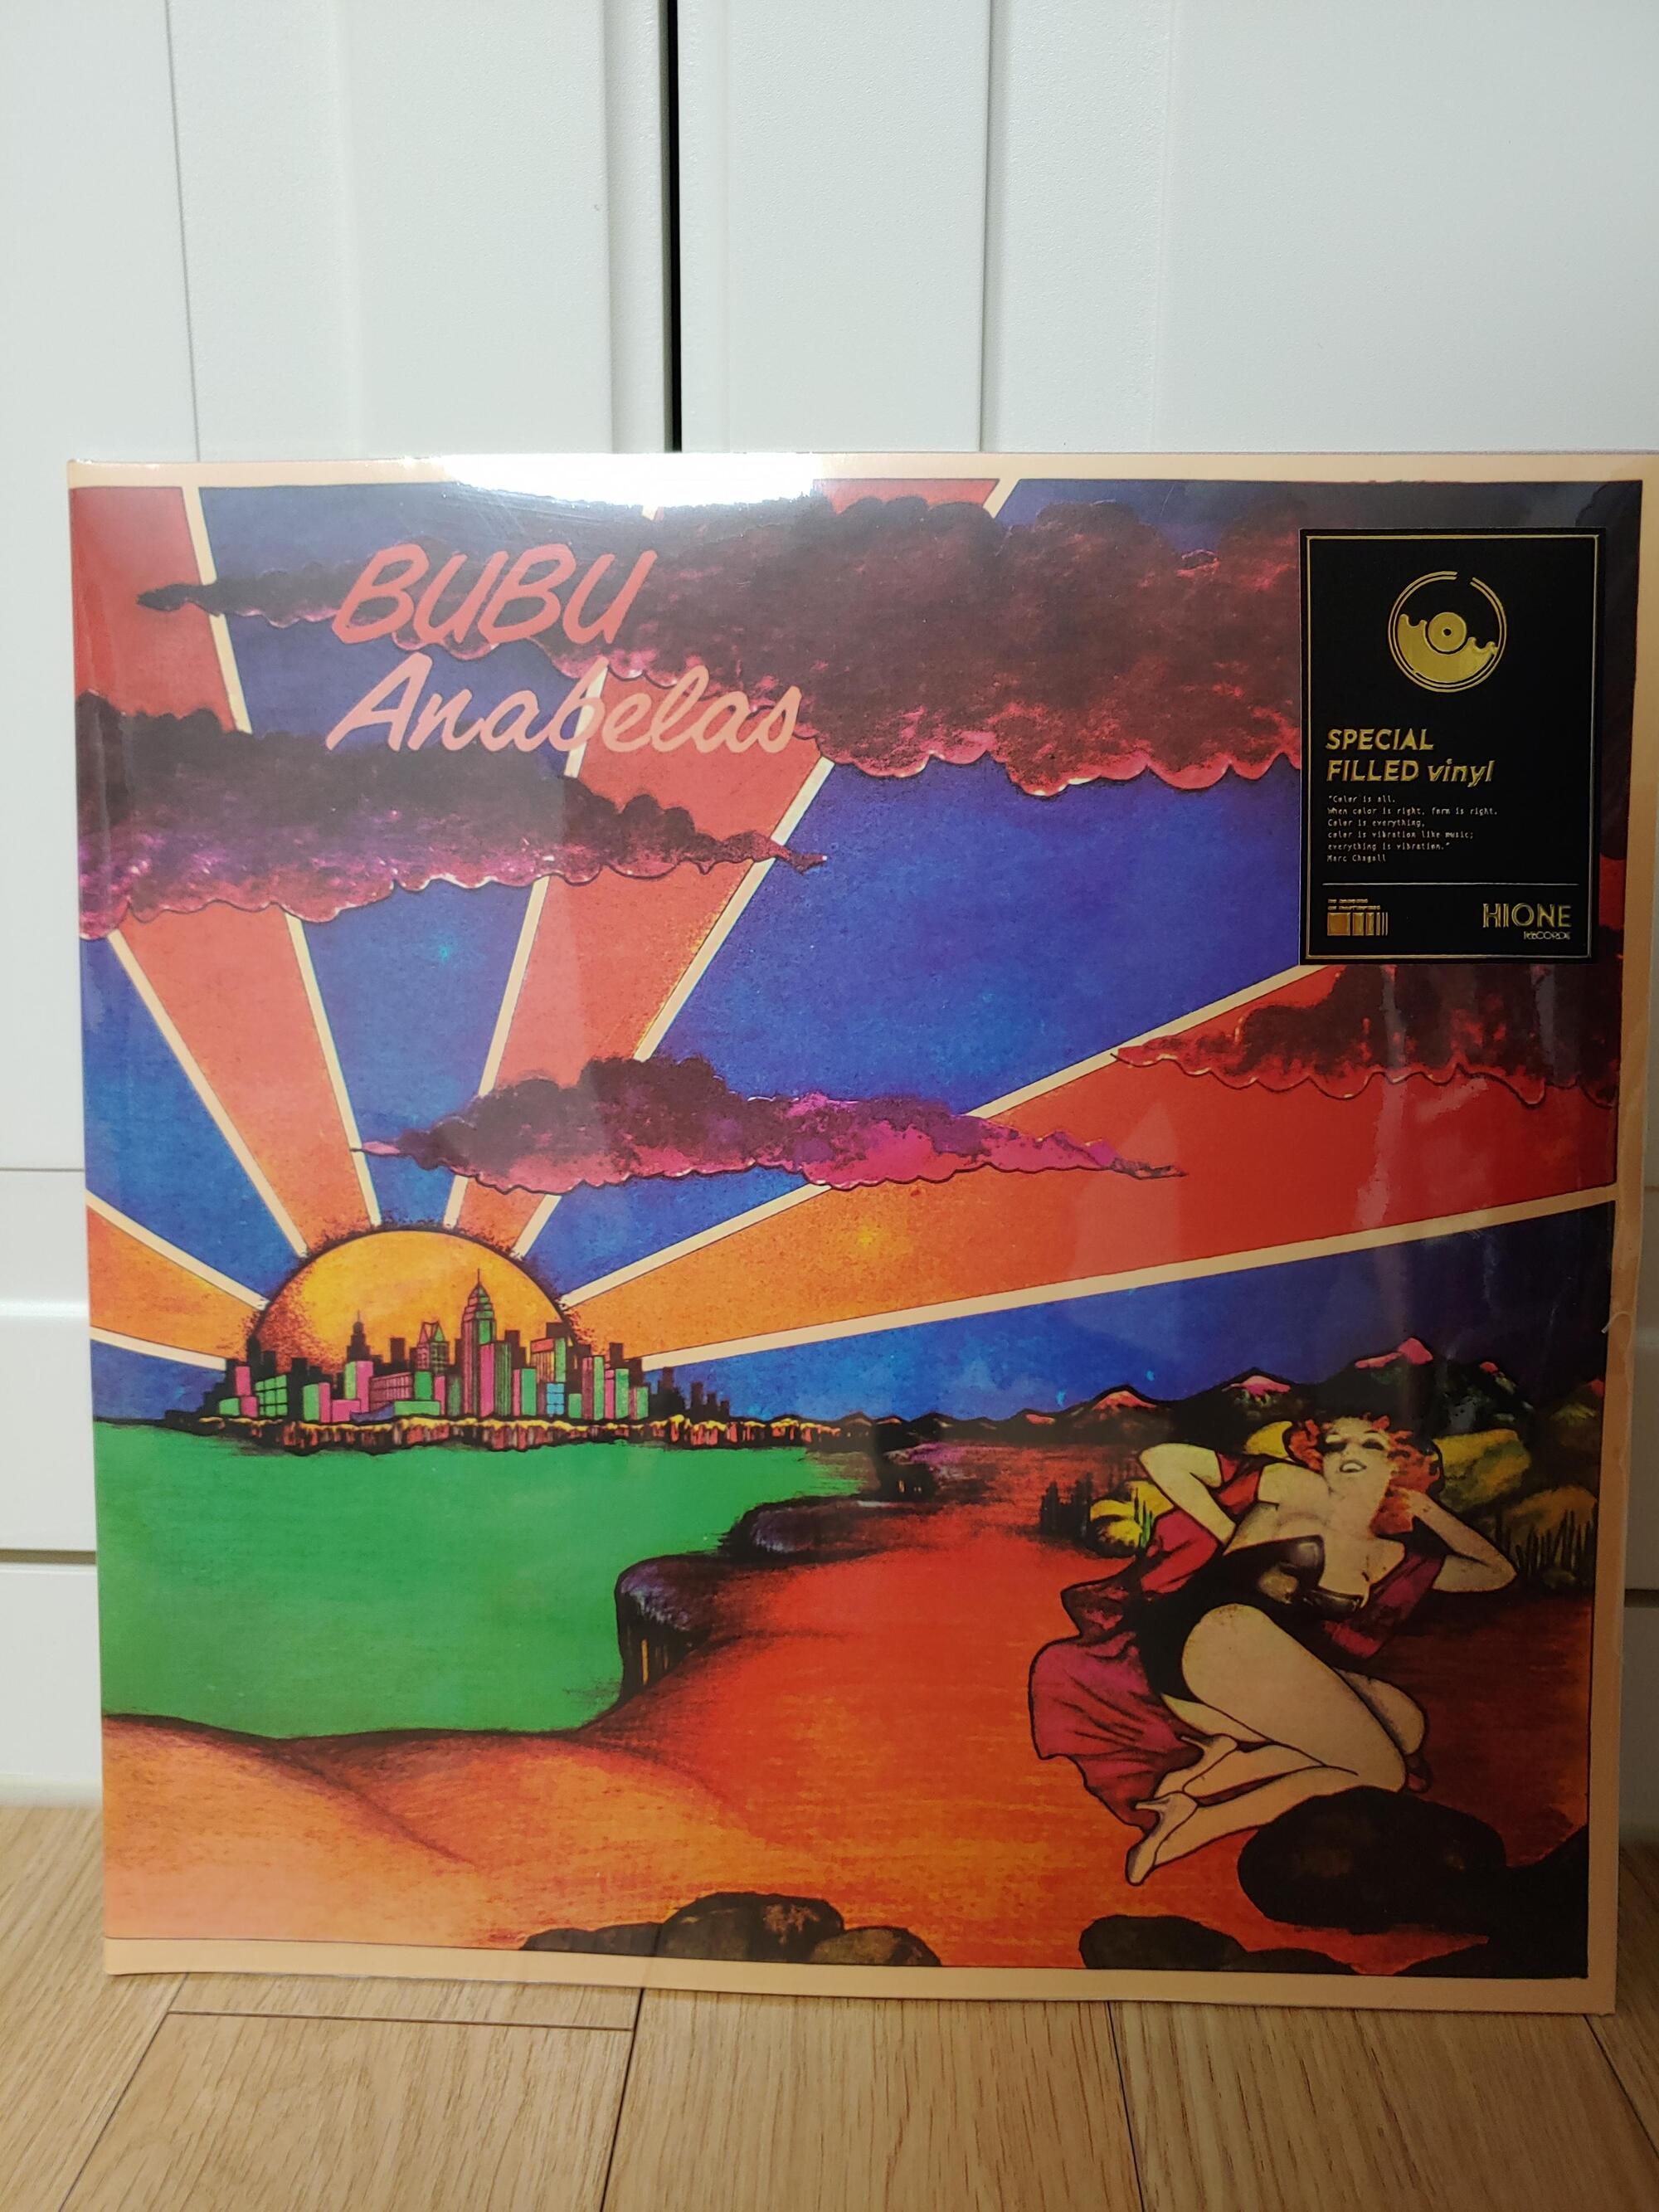 BUBU
Anabelas
SPECIAL
FILLED vinyl
"Color is all.
When color is right, form is right.
Color is everything,
color is vibration like music;
everything is vibration."
Marc Chagall
HIONE
RECORDS